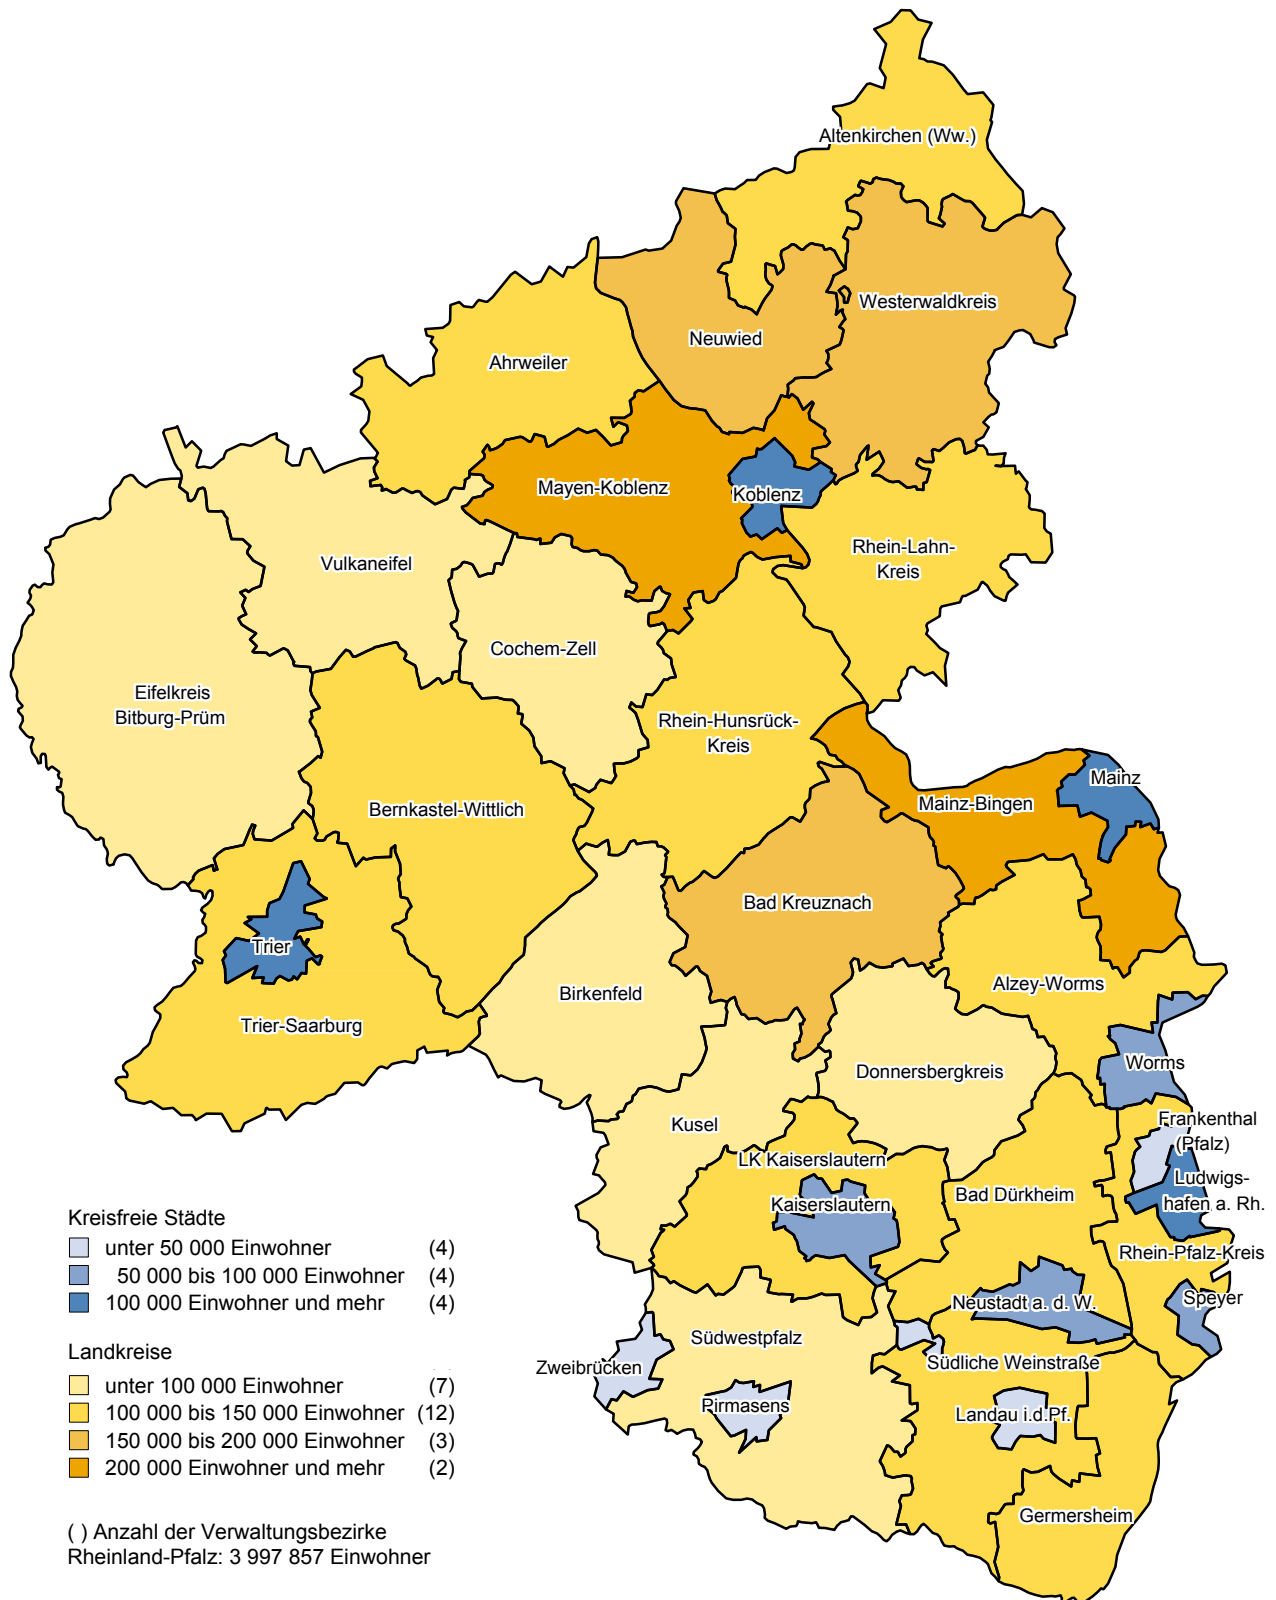 Altenkirchen (Ww.)
Westerwaldkreis
Neuwied
Ahrweiler
Mayen-Koblenz
Koblenz
Rhein-Lahn-
Kreis
Vulkaneifel
Cochem-Zell
Eifelkreis
Bitburg-Prüm
Rhein-Hunsrück-
Kreis
Mainz
Mainz-Bingen
Bernkastel-Wittlich
Bad Kreuznach
Trier
Alzey-Worms
Birkenfeld
Trier-Saarburg
Worms
Donnersbergkreis
Kusel
Frankenthal
(Pfalz)
LK Kaiserslautern
Ludwigs-
hafen a. Rh.
Kaiserslautern
Bad Dürkheim
Rhein-Pfalz-Kreis
Neustadt a. d. W.
Speyer
Südwestpfalz
Zweibrücken
Südliche Weinstraße
Pirmasens
Landau i.d.Pf.
Germersheim
Kreisfreie Städte
unter 50 000 Einwohner (4)
50 000 bis 100 000 Einwohner (4)
100 000 Einwohner und mehr (4)
Landkreise
unter 100 000 Einwohner (7)
100 000 bis 150 000 Einwohner (12)
150 000 bis 200 000 Einwohner (3)
200 000 Einwohner und mehr (2)
( ) Anzahl der Verwaltungsbezirke
Rheinland-Pfalz: 3 997 857 Einwohner